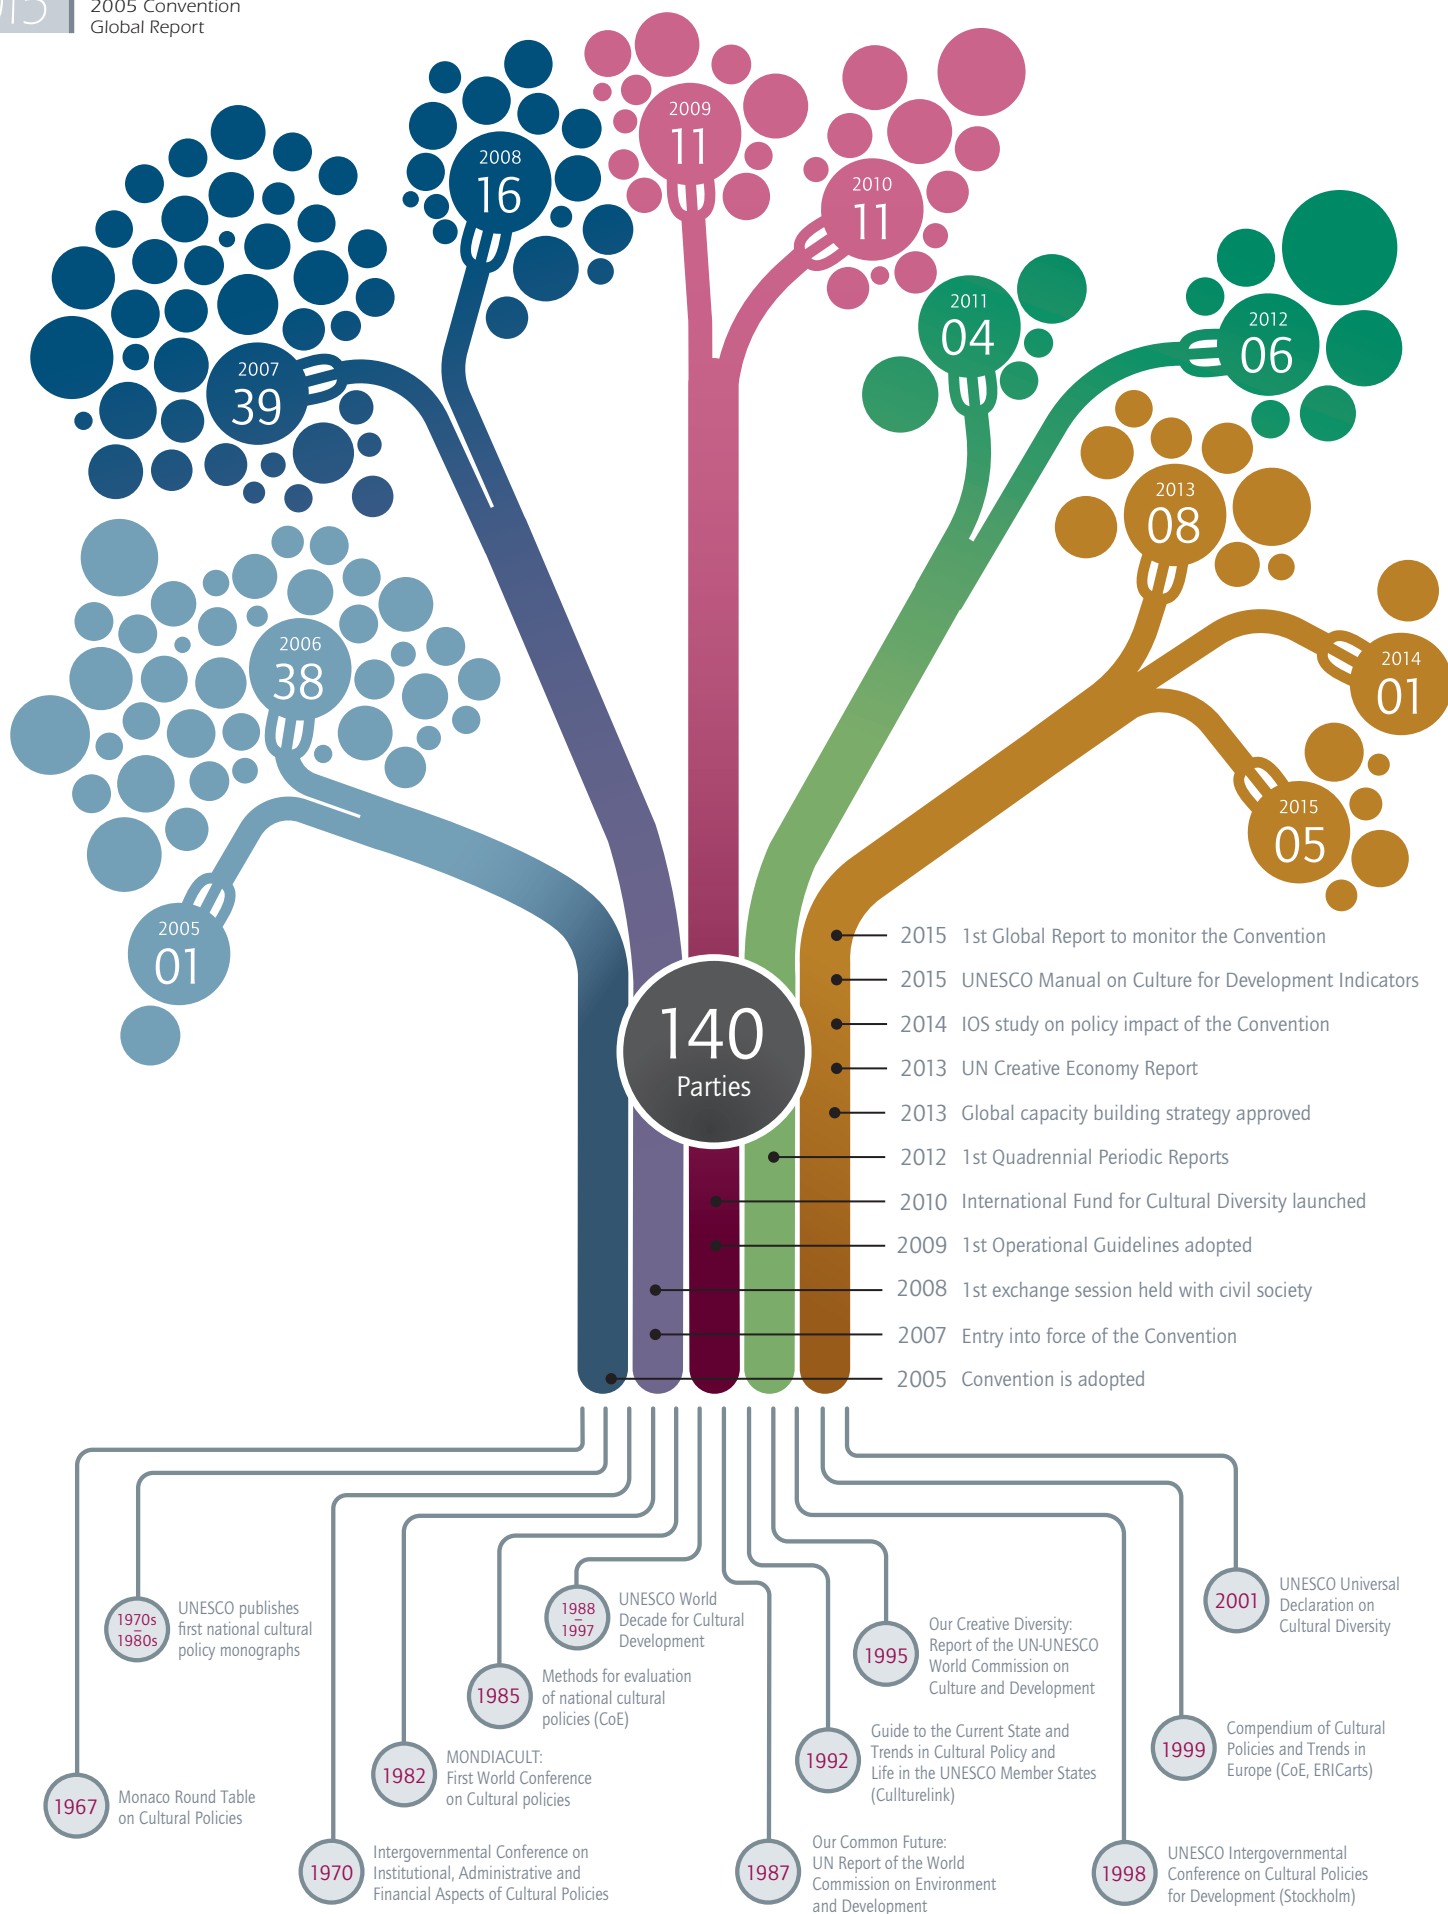 2005 Convention
Global Report
2009
11
2008
16
2010
11
2011
04
2012
06
2007
39
2013
08
2006
38
2014
01
2015
05
2005
01
140
Parties
2015 1st Global Report to monitor the Convention
2015 UNESCO Manual on Culture for Development Indicators
2014 IOS study on policy impact of the Convention
2013 UN Creative Economy Report
2013 Global capacity building strategy approved
2012 1st Quadrennial Periodic Reports
2010 International Fund for Cultural Diversity launched
2009 1st Operational Guidelines adopted
2008 1st exchange session held with civil society
2007 Entry into force of the Convention
2005 Convention is adopted
1967
Monaco Round Table
on Cultural Policies
1970s
–
1980s
UNESCO publishes
first national cultural
policy monographs
1970
Intergovernmental Conference on
Institutional, Administrative and
Financial Aspects of Cultural Policies
1982
MONDIACULT:
First World Conference
on Cultural policies
1985
Methods for evaluation
of national cultural
policies (CoE)
1988
–
1997
UNESCO World
Decade for Cultural
Development
1987
Our Common Future:
UN Report of the World
Commission on Environment
and Development
1992
Guide to the Current State and
Trends in Cultural Policy and
Life in the UNESCO Member States
(Cullturelink)
1995
Our Creative Diversity:
Report of the UN-UNESCO
World Commission on
Culture and Development
1998
UNESCO Intergovernmental
Conference on Cultural Policies
for Development (Stockholm)
1999
Compendium of Cultural
Policies and Trends in
Europe (CoE, ERICarts)
2001
UNESCO Universal
Declaration on
Cultural Diversity